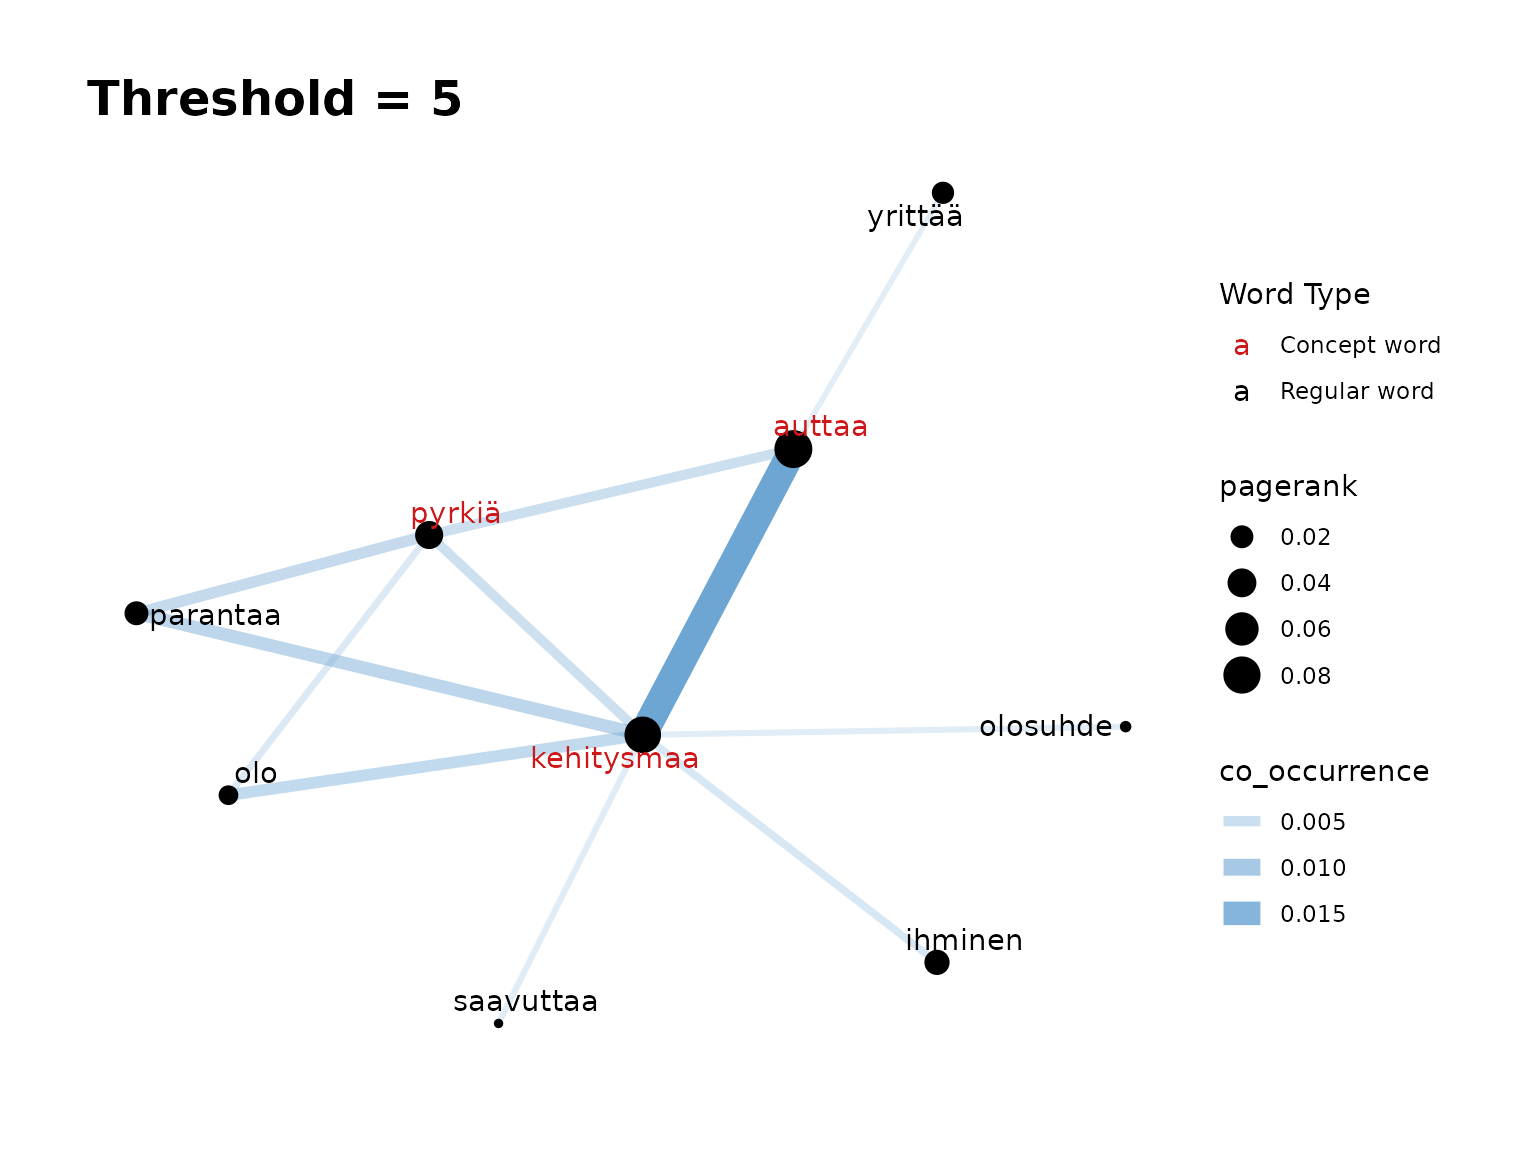 Threshold = 5
yrittää
auttaa
pyrkiä
parantaa
olosuhde
kehitysmaa
olo
ihminen
saavuttaa
Word Type
a Concept word
a Regular word
pagerank
0.02
0.04
0.06
0.08
co_occurrence
0.005
0.010
0.015